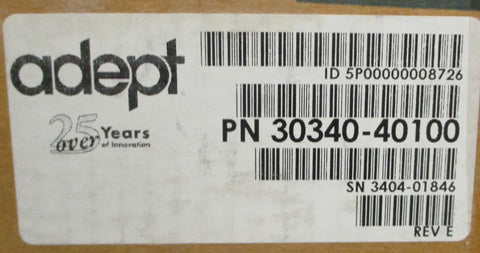 adept
ID 5P00000008726
over 25 Years
of Innovation
PN 30340-40100
SN 3404-01846
REV E